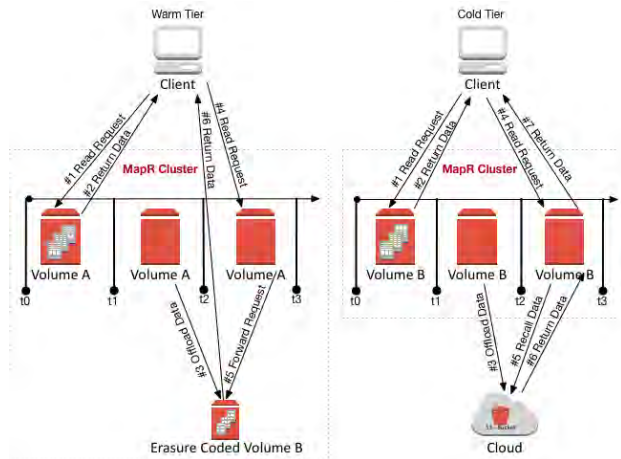 Warm Tier
Client
#1 Read Request
#2 Return Data
#6 Return Data
#4 Read Request
MapR Cluster
Volume A
Volume A
Volume A
t0
t1
t2
t3
#3 Offload Data
#5 Forward Request
Erasure Coded Volume B
Cold Tier
Client
#1 Read Request
#2 Return Data
#4 Read Request
#7 Return Data
MapR Cluster
Volume B
Volume B
Volume B
t0
t1
t2
t3
#3 Offload Data
#5 Recall Data
#6 Return Data
Cloud